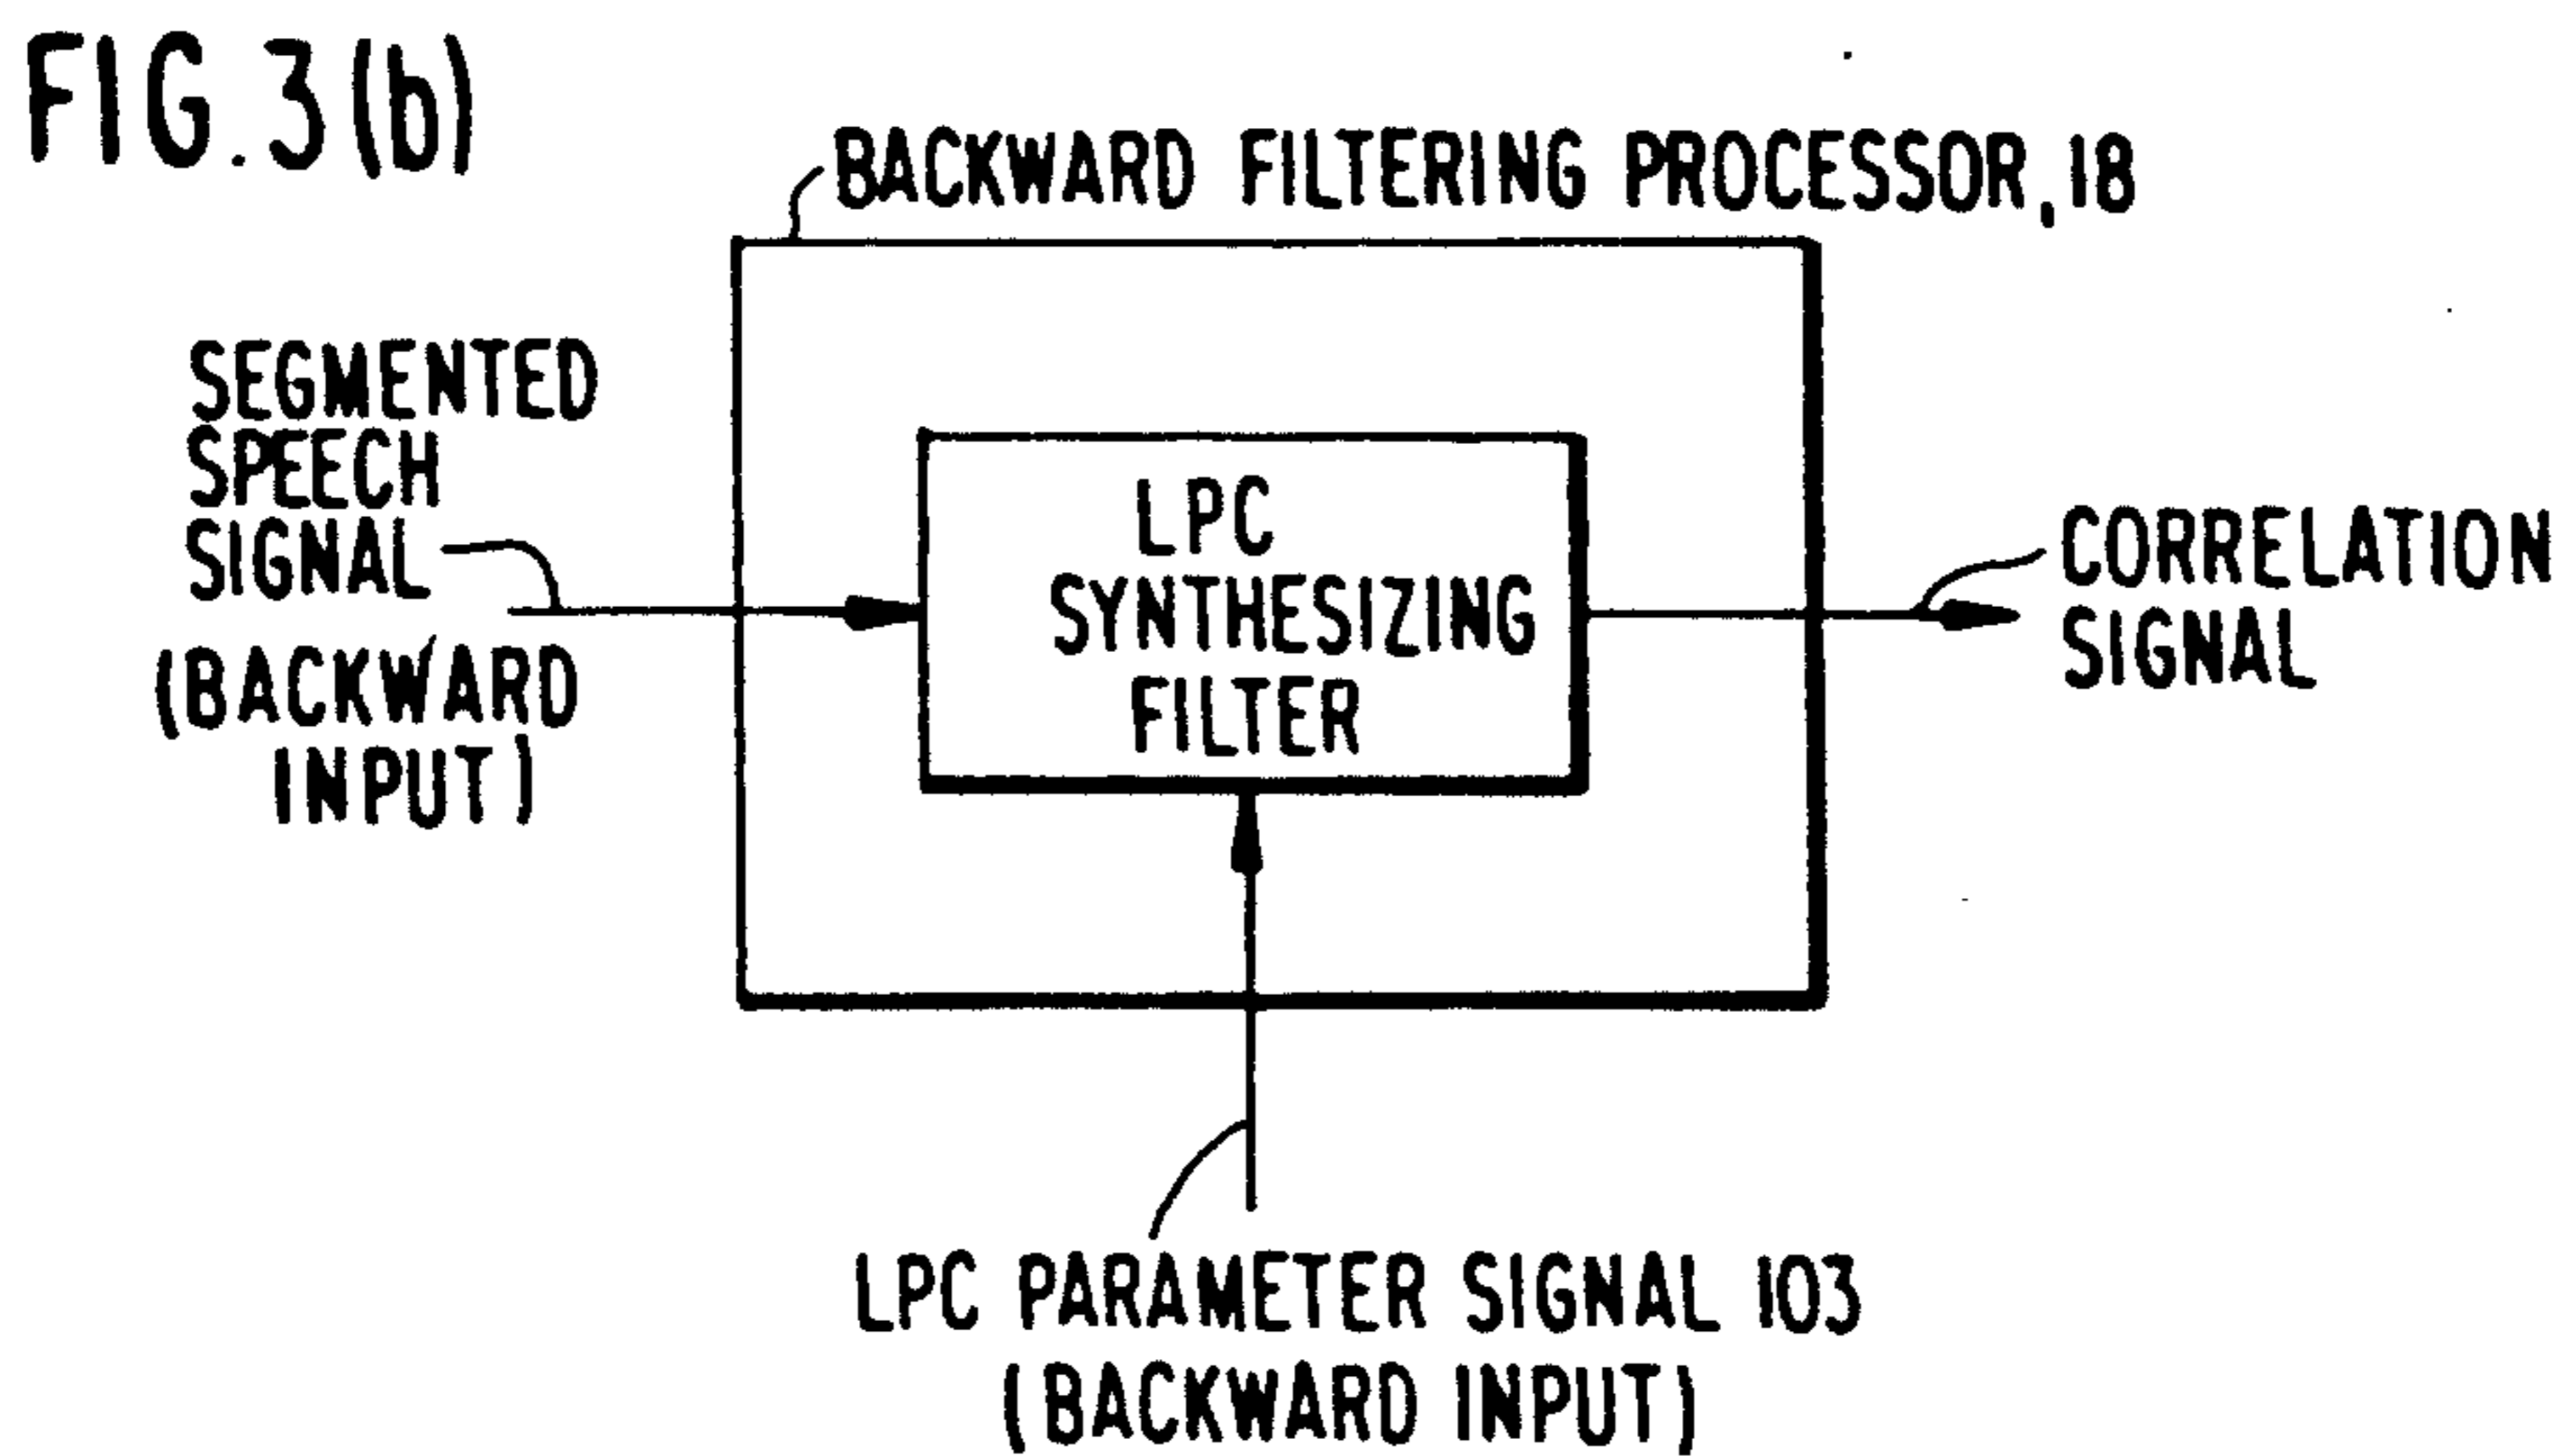 FIG.3(b)
BACKWARD FILTERING PROCESSOR,18
SEGMENTED
SPEECH
SIGNAL
(BACKWARD
INPUT)
LPC
SYNTHESIZING
FILTER
CORRELATION
SIGNAL
LPC PARAMETER SIGNAL 103
(BACKWARD INPUT)